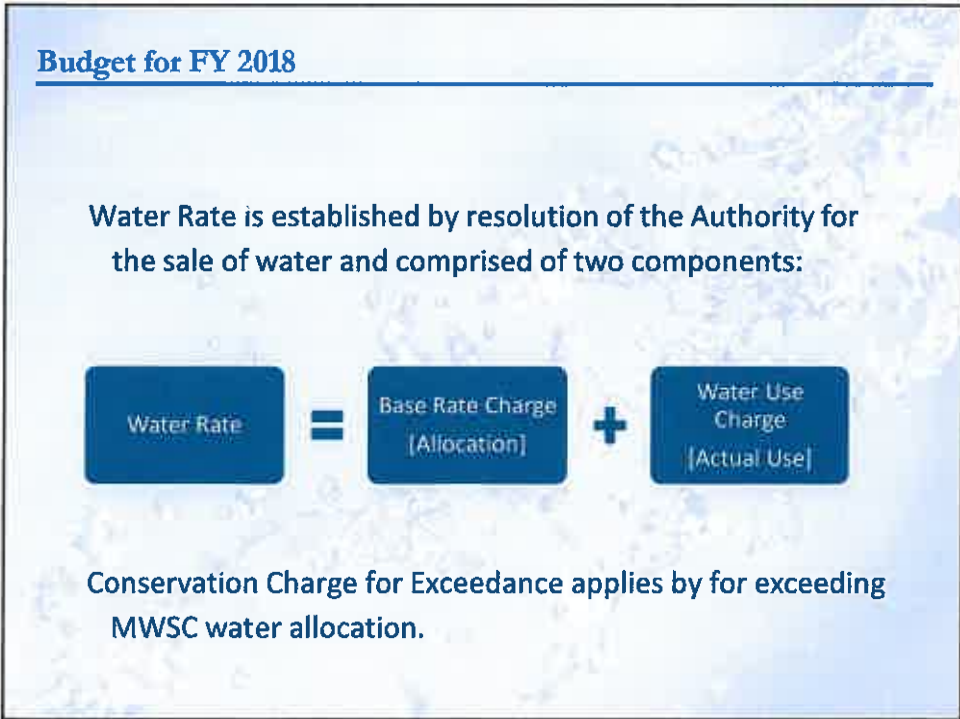 Budget for FY 2018
Water Rate is established by resolution of the Authority for
the sale of water and comprised of two components:
Water Rate
=
Base Rate Charge
[Allocation]
+
Water Use
Charge
[Actual Use]
Conservation Charge for Exceedance applies by for exceeding
MWSC water allocation.